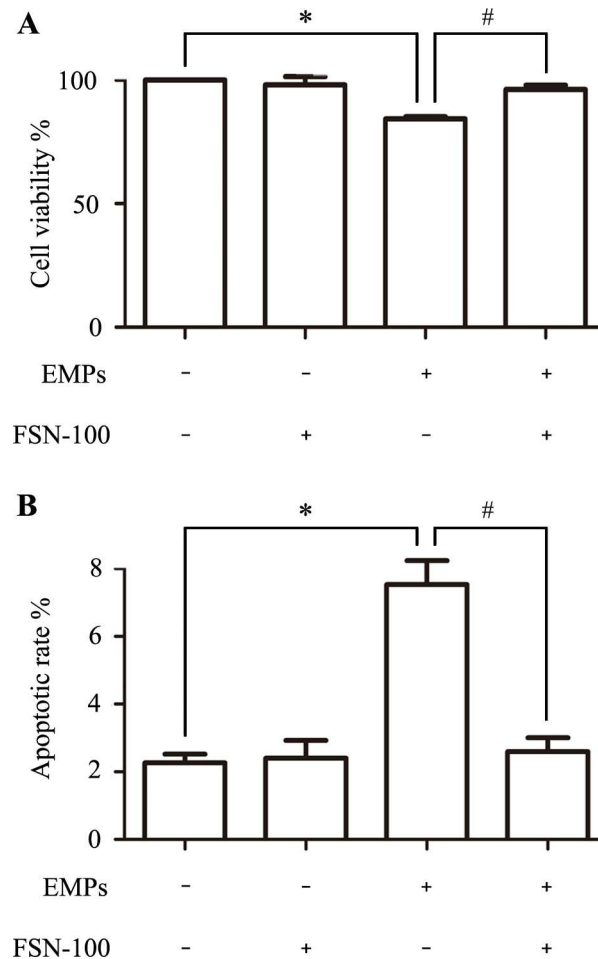 A
* #
Cell viability %
100
50
0
EMPs - - + +
FSN-100 - + - +
B
* #
Apoptotic rate %
8
6
4
2
0
EMPs - - + +
FSN-100 - + - +